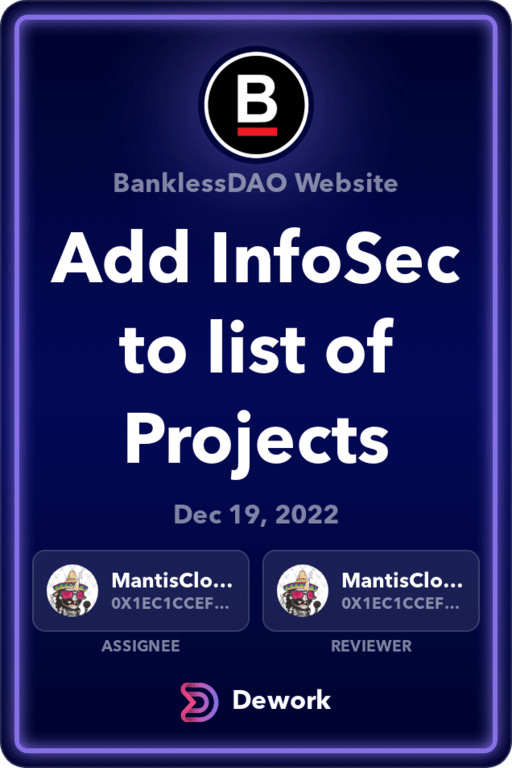 B
BanklessDAO Website
Add InfoSec
to list of
Projects
Dec 19, 2022
MantisClo...
0X1EC1CCEF...
ASSIGNEE
MantisClo...
0X1EC1CCEF...
REVIEWER
Dework